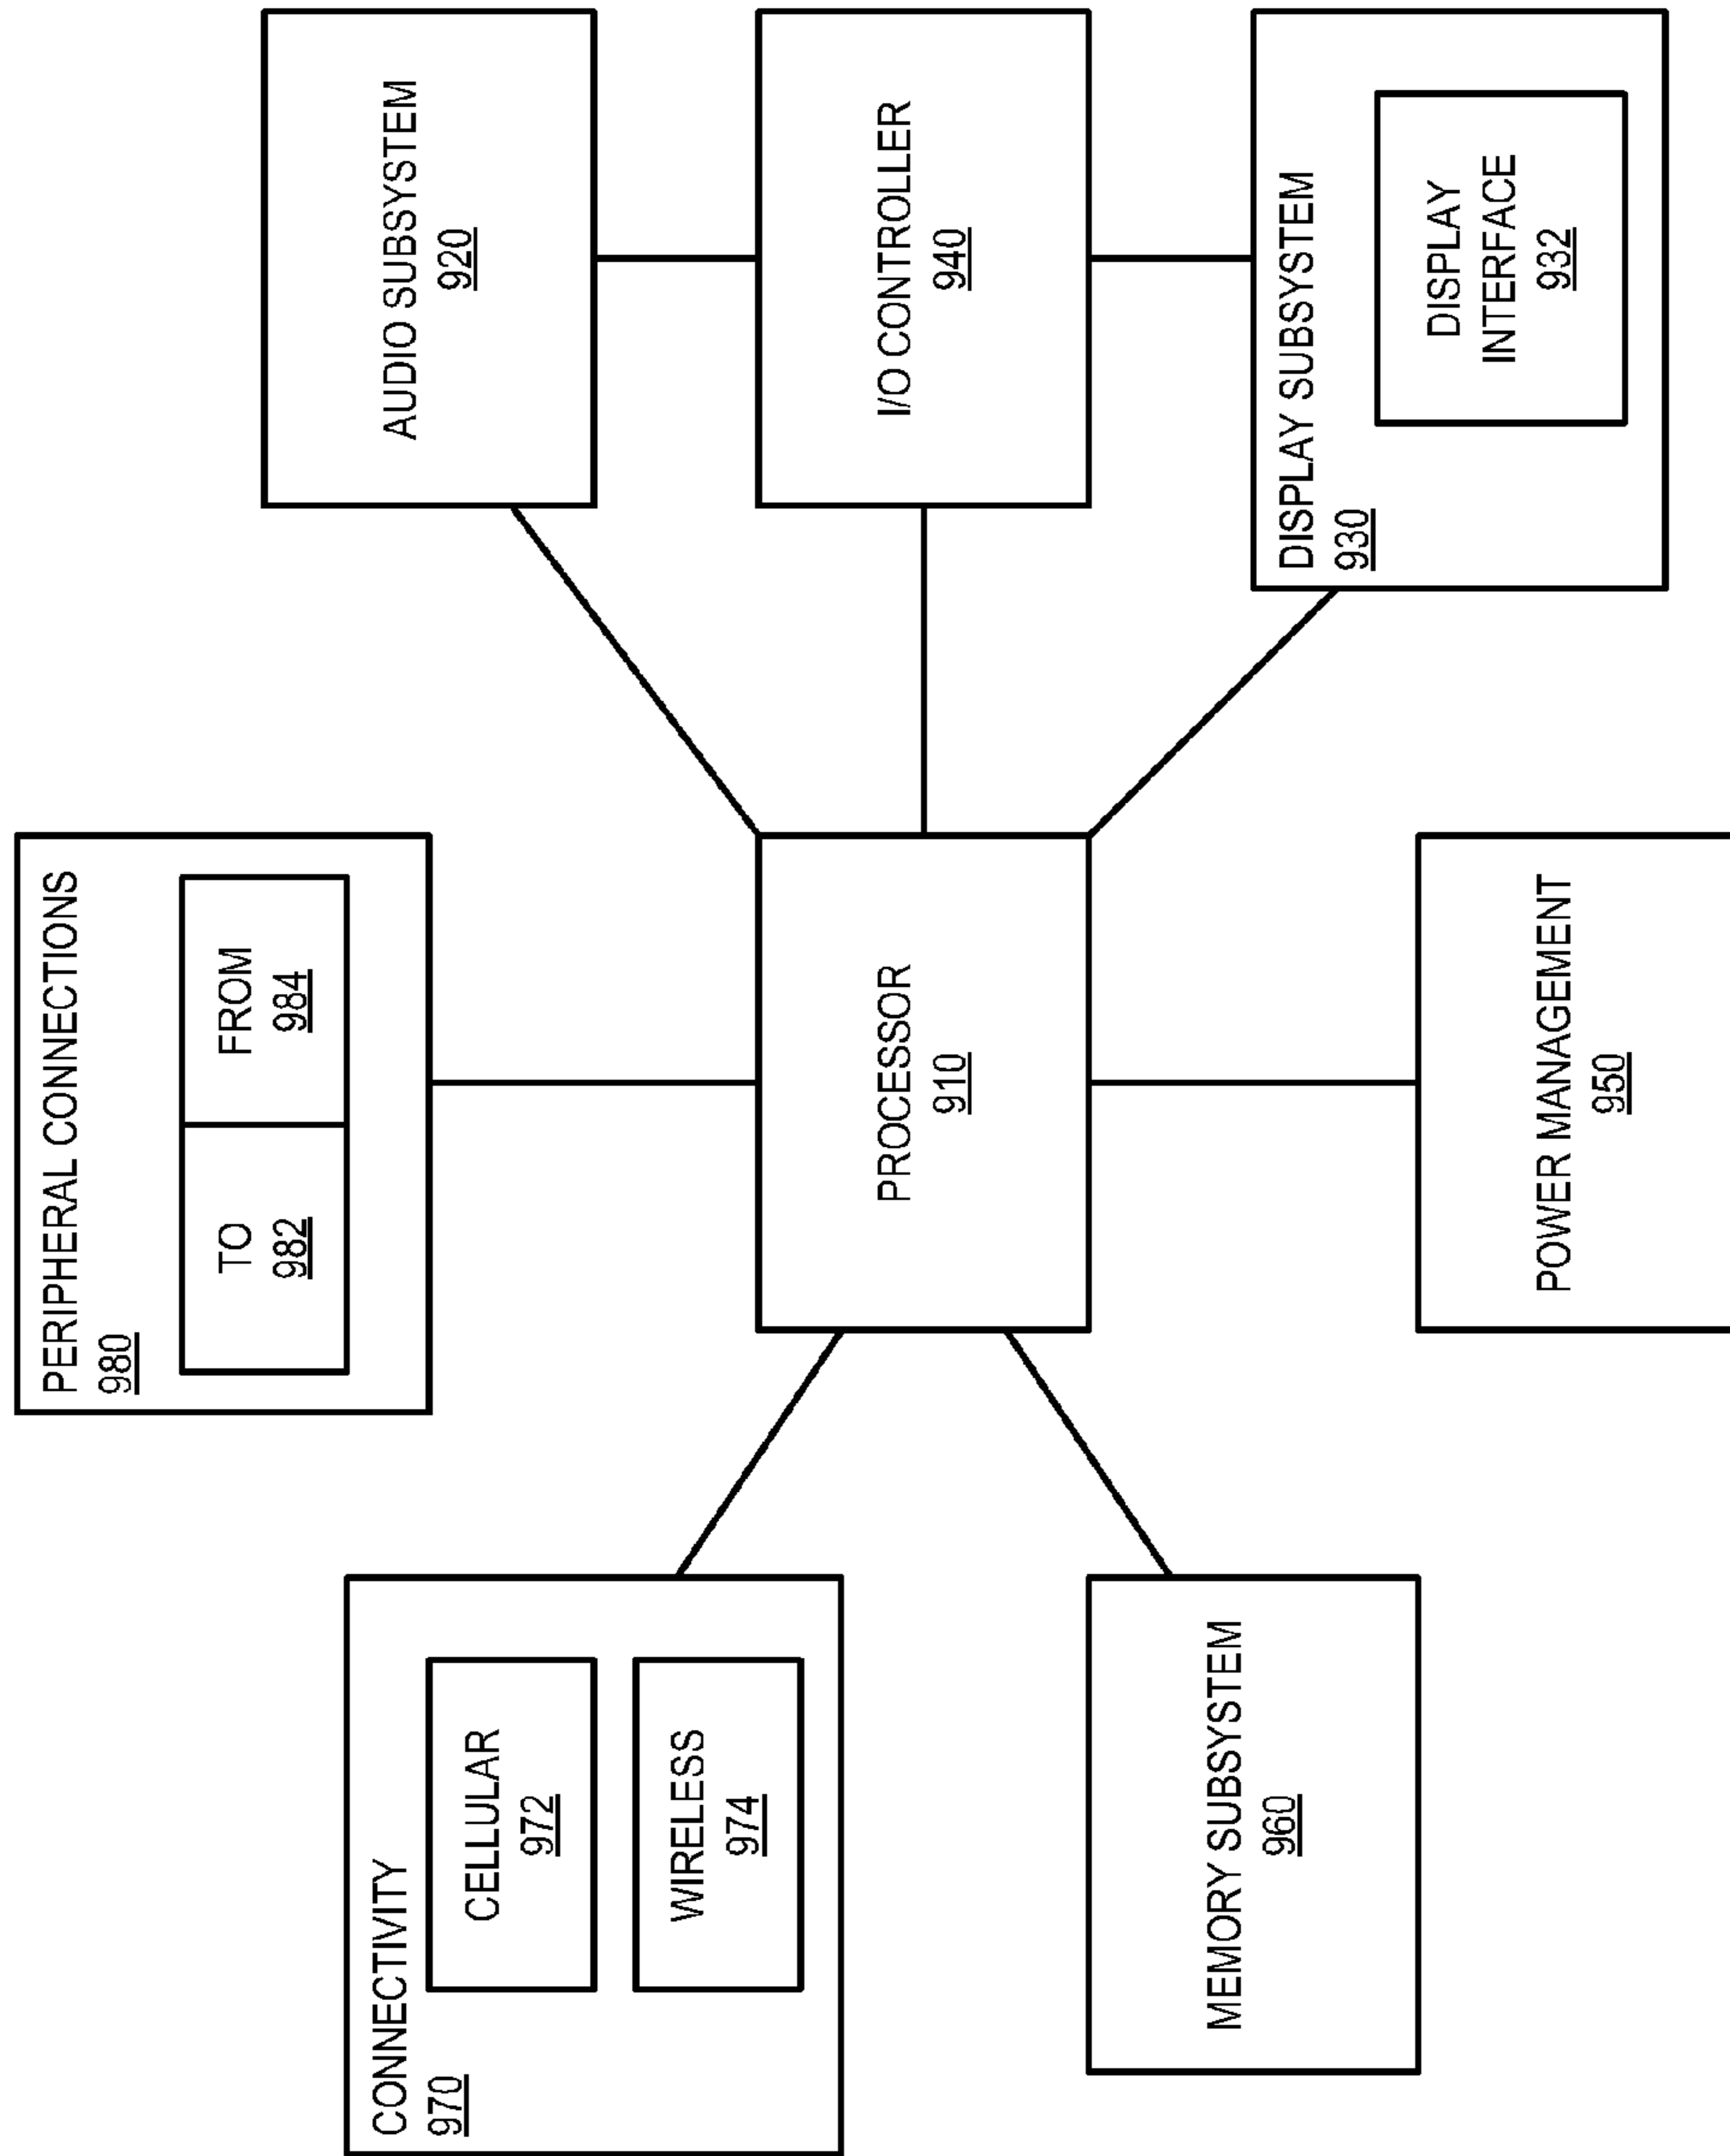 PERIPHERAL CONNECTIONS
980
TO
982
FROM
984
CONNECTIVITY
970
CELLULAR
972
WIRELESS
974
AUDIO SUBSYSTEM
920
PROCESSOR
910
I/O CONTROLLER
940
MEMORY SUBSYSTEM
960
DISPLAY SUBSYSTEM
930
DISPLAY
INTERFACE
932
POWER MANAGEMENT
950